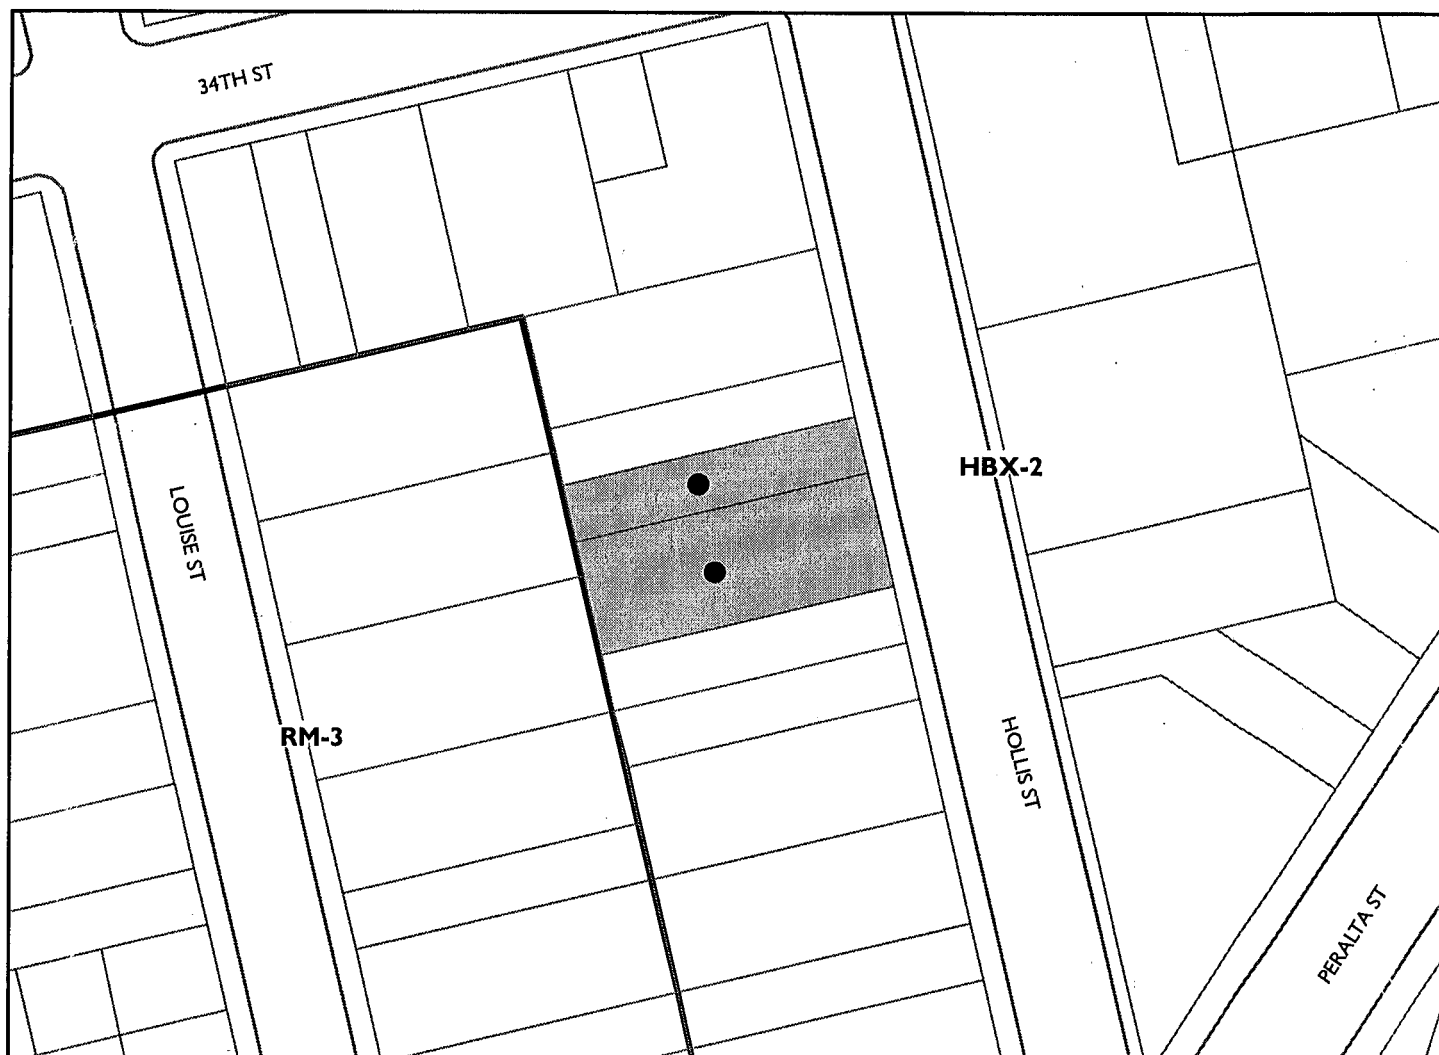 34TH ST
HBX-2
LOUISE ST
RM-3
HOLLIS ST
PERALTA ST